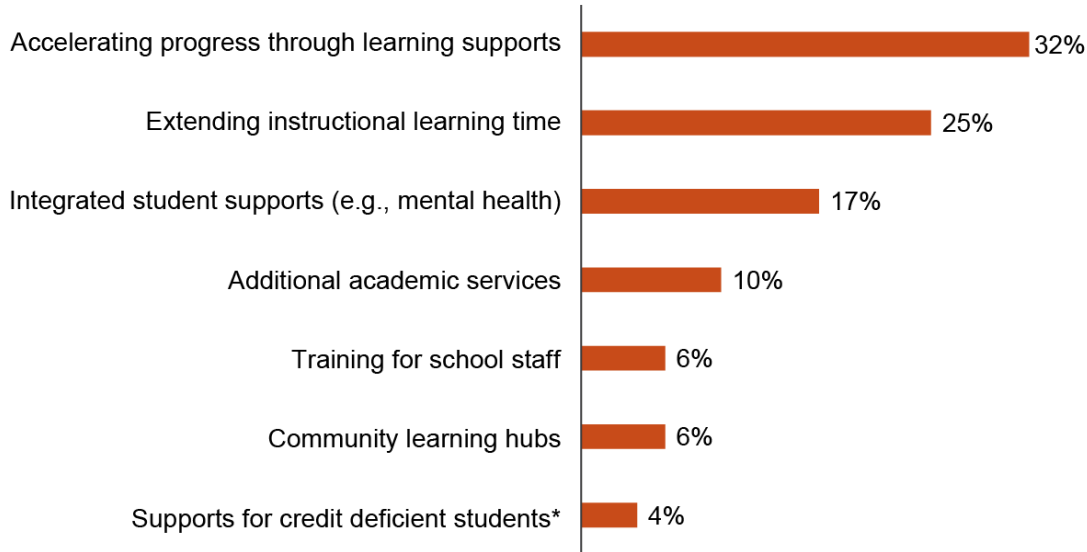 Accelerating progress through learning supports 32%
Extending instructional learning time 25%
Integrated student supports (e.g., mental health) 17%
Additional academic services 10%
Training for school staff 6%
Community learning hubs 6%
Supports for credit deficient students* 4%